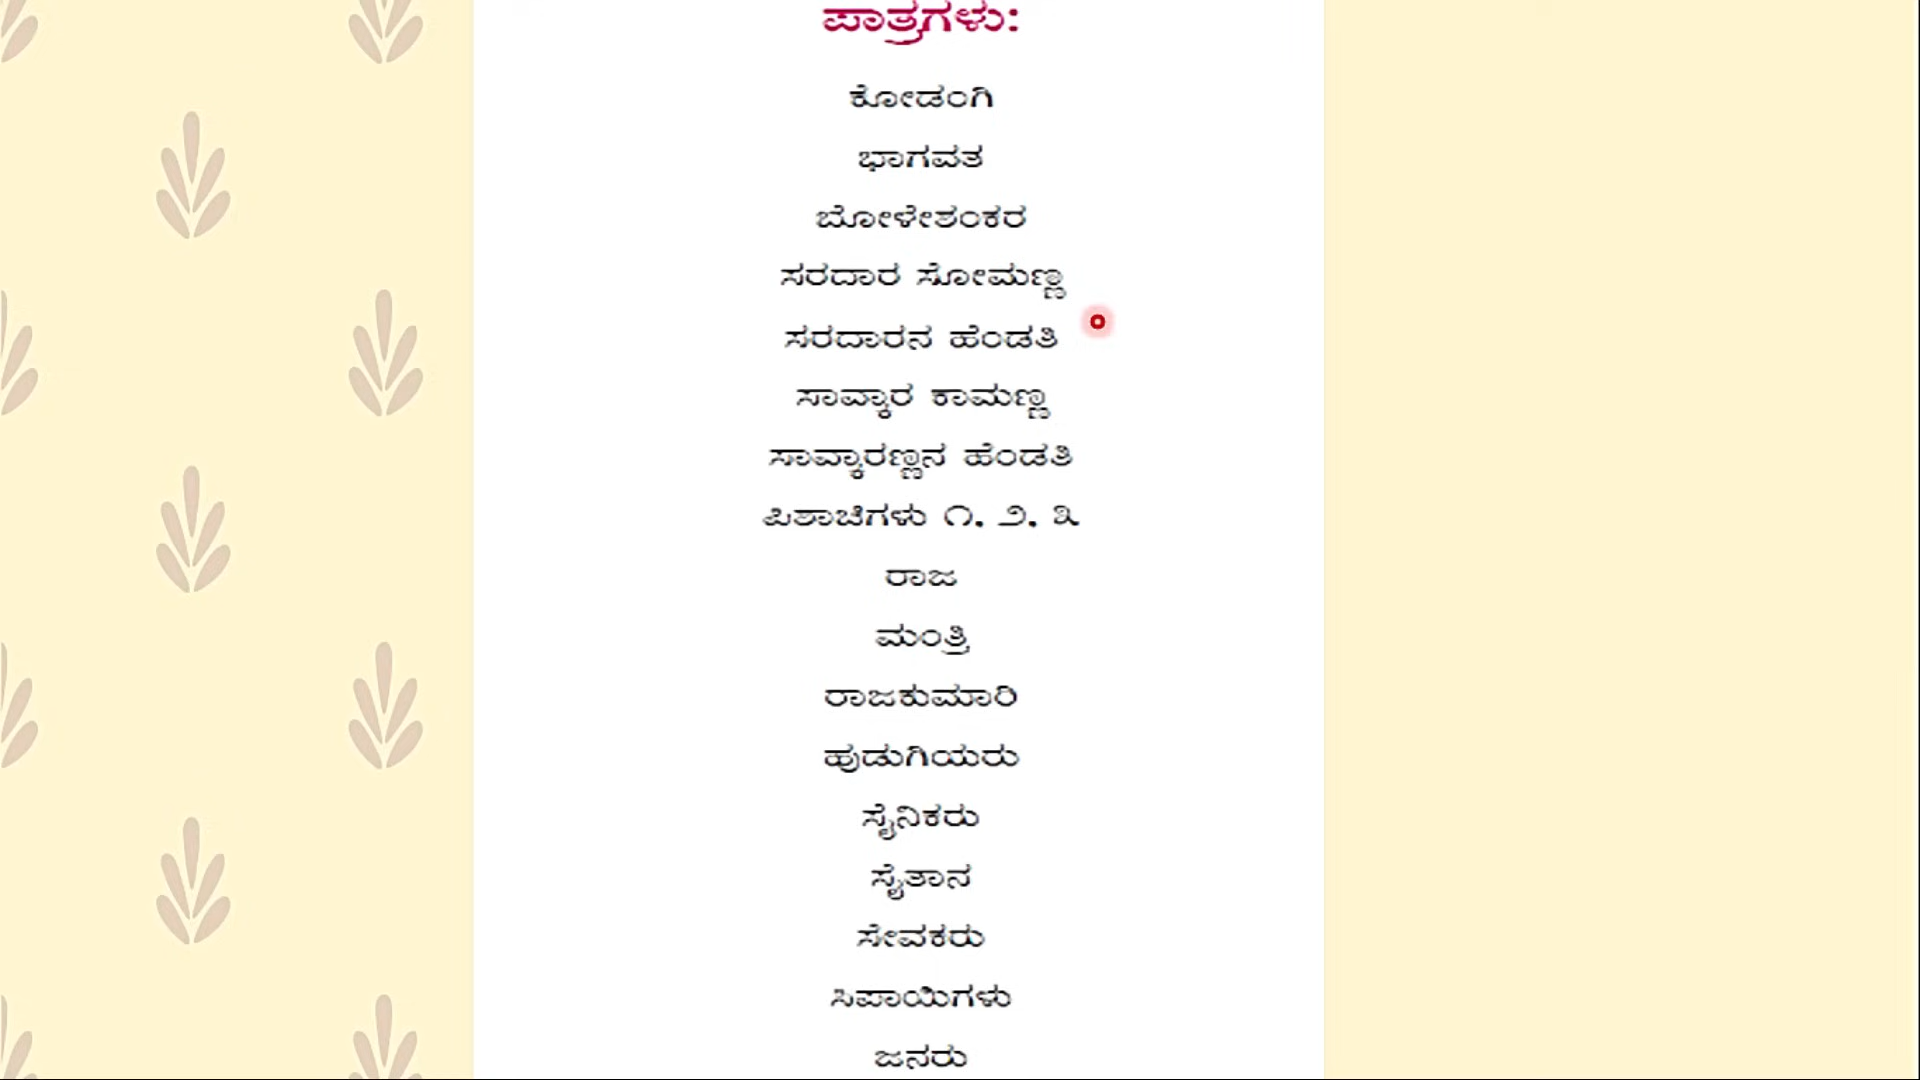 ಪಾತ್ರಗಳು:
ಕೋಡಂಗಿ
ಭಾಗವತ
ಬೋಳೇಶಂಕರ
ಸರದಾರ ಸೋಮಣ್ಣ
ಸರದಾರನ ಹೆಂಡತಿ
ಸಾವ್ಕಾರ ಕಾಮಣ್ಣ
ಸಾವ್ಕಾರಣ್ಣನ ಹೆಂಡತಿ
ಪಿಶಾಚಿಗಳು ೧. ೨. ೩
ರಾಜ
ಮಂತ್ರಿ
ರಾಜಕುಮಾರಿ
ಹುಡುಗಿಯರು
ಸೈನಿಕರು
ಸೈತಾನ
ಸೇವಕರು
ಸಿಪಾಯಿಗಳು
ಜನರು